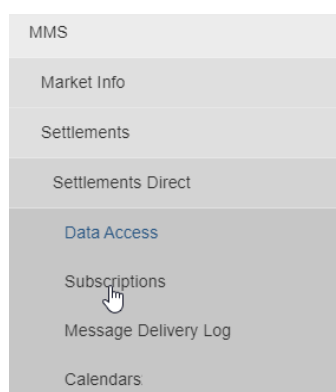 MMS
Market Info
Settlements
Settlements Direct
Data Access
Subscriptions
Message Delivery Log
Calendars